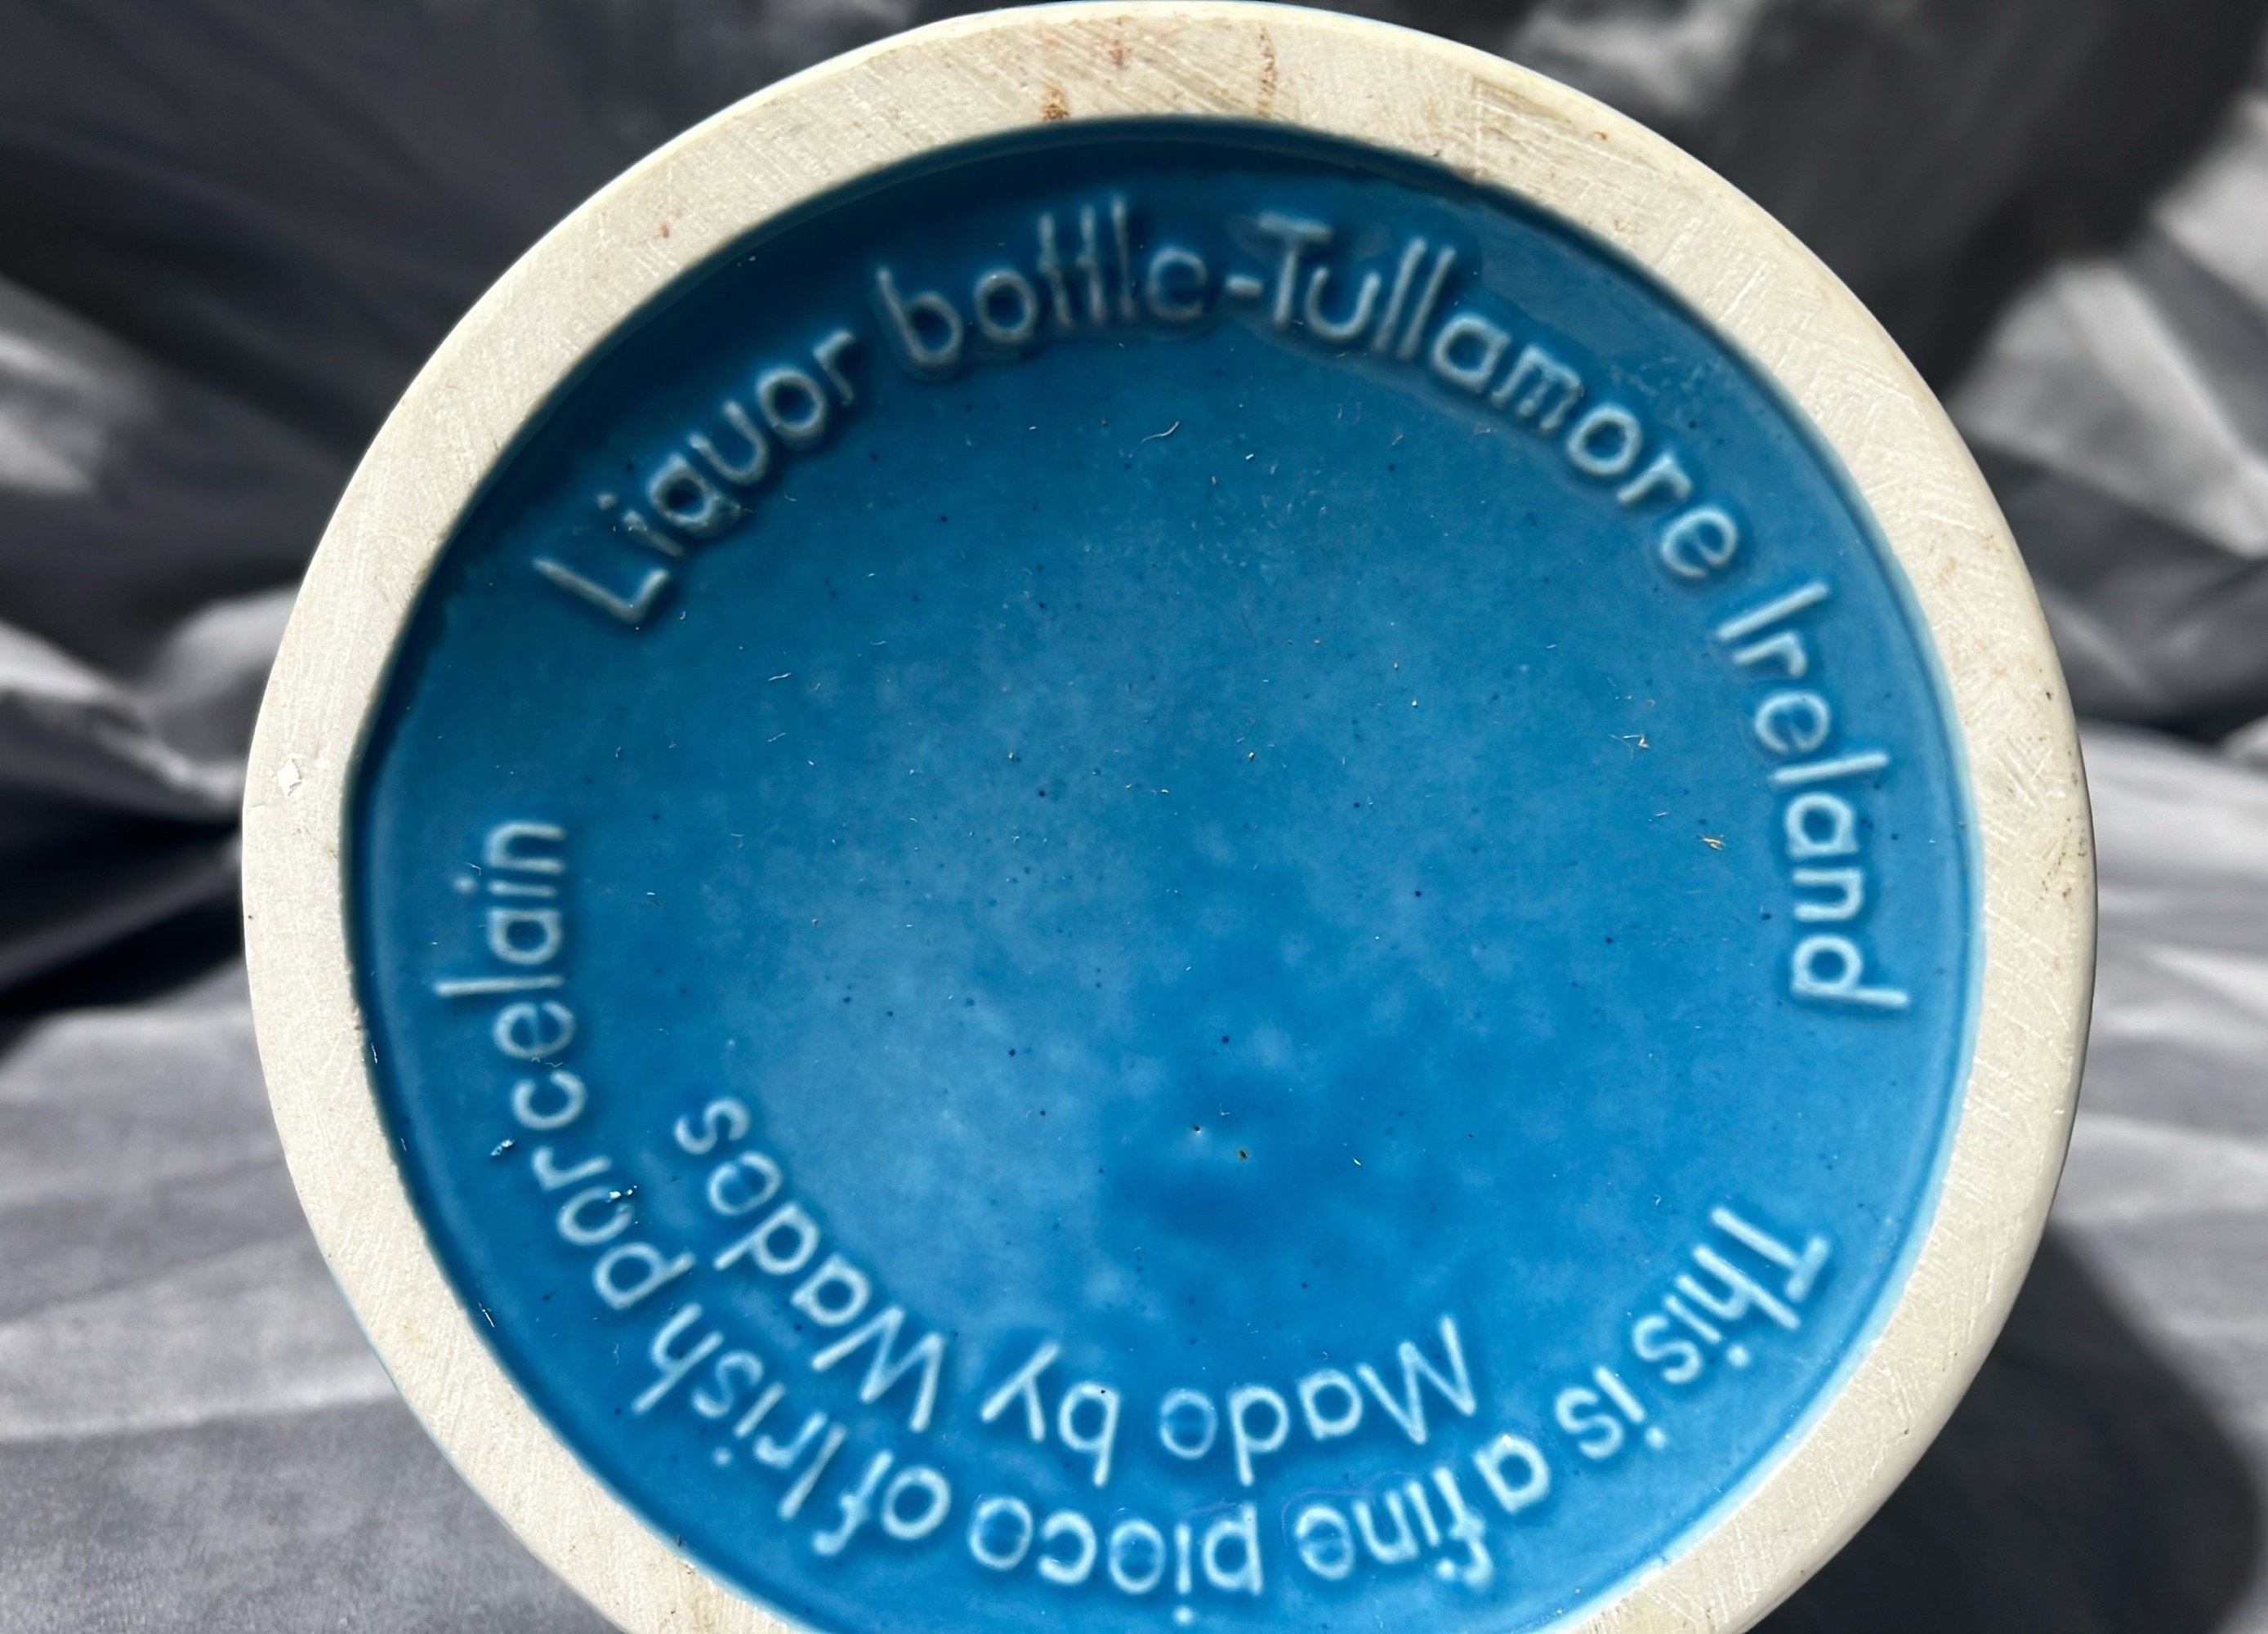 Liquor bottle-Tullamore Ireland
This is a fine piece of Irish porcelain
Made by Wades